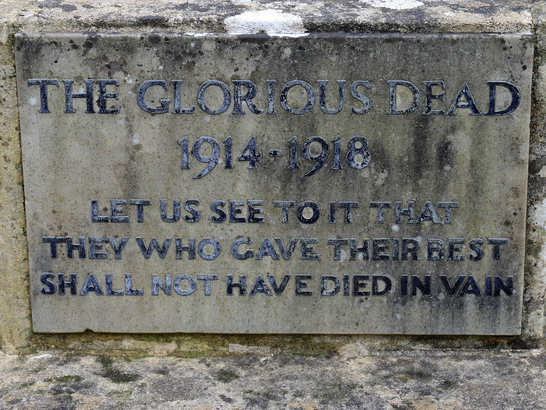 THE GLORIOUS DEAD
1914-1918
LET US SEE TO IT THAT
THEY WHO GAVE THEIR BEST
SHALL NOT HAVE DIED IN VAIN